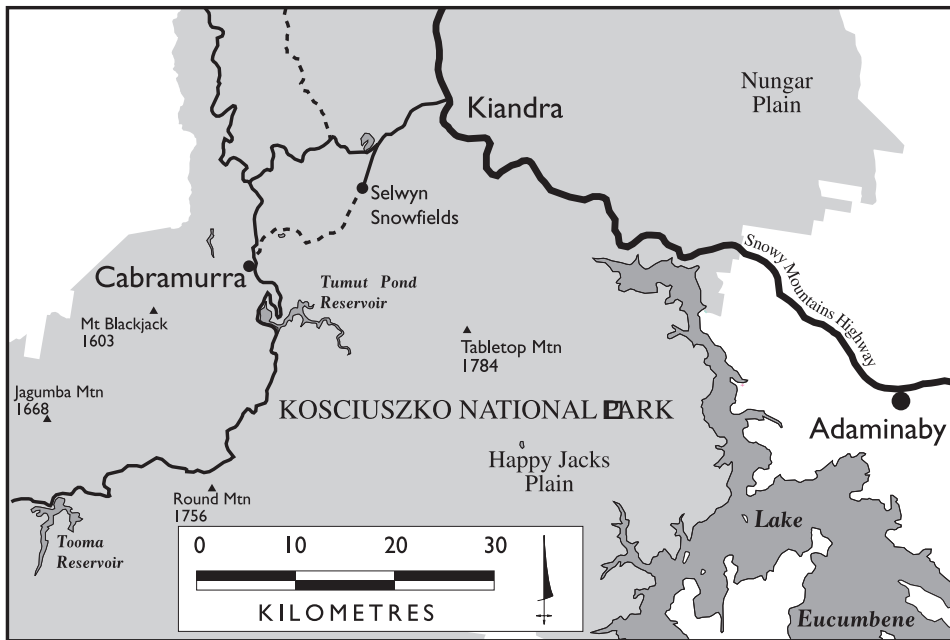 Nungar
Plain
Kiandra
Selwyn
Snowfields
Snowy Mountains Highway
Cabramurra
Tumut Pond
Reservoir
Mt Blackjack
1603
Tabletop Mtn
1784
Jagumba Mtn
1668
KOSCIUSZKO NATIONAL PARK
Adaminaby
Happy Jacks
Plain
Round Mtn
1756
Lake
Tooma
Reservoir
0 10 20 30
KILOMETRES
Eucumbene